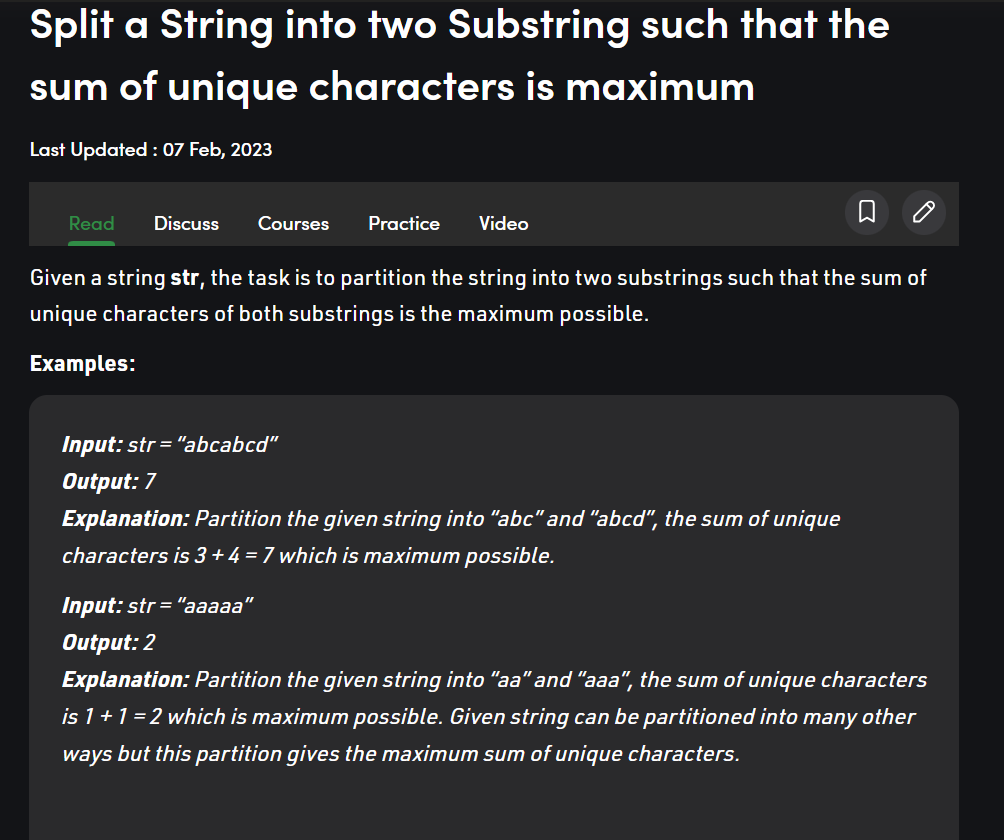 Split a String into two Substring such that the
sum of unique characters is maximum
Last Updated : 07 Feb, 2023
Read Discuss Courses Practice Video
Given a string str, the task is to partition the string into two substrings such that the sum of
unique characters of both substrings is the maximum possible.
Examples:
Input: str = “abcabcd”
Output: 7
Explanation: Partition the given string into “abc” and “abcd”, the sum of unique
characters is 3 + 4 = 7 which is maximum possible.
Input: str = “aaaaa”
Output: 2
Explanation: Partition the given string into “aa” and “aaa”, the sum of unique characters
is 1 + 1 = 2 which is maximum possible. Given string can be partitioned into many other
ways but this partition gives the maximum sum of unique characters.